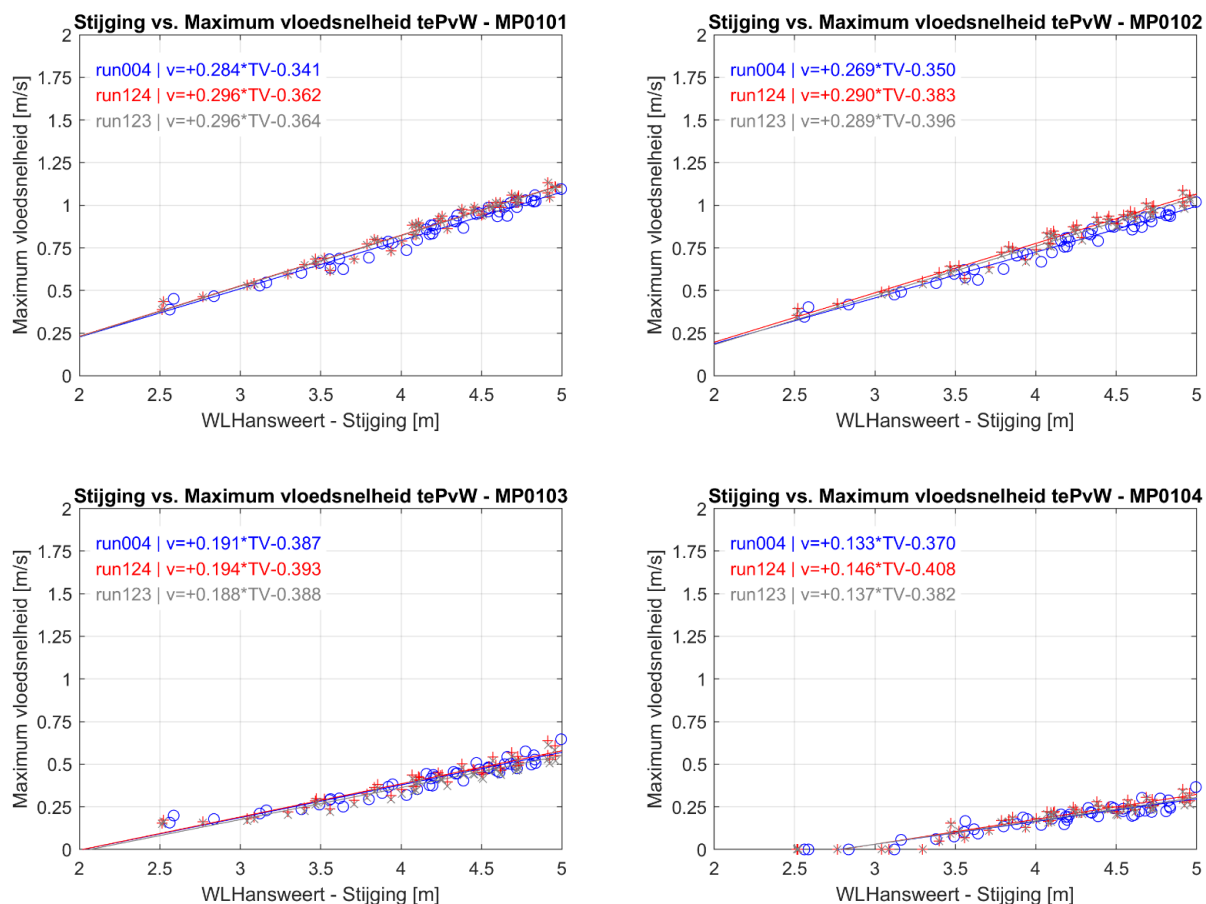 Stijging vs. Maximum vloedsnelheid tePvW - MP0101
2
1.75
1.5
1.25
1
0.75
0.5
0.25
0
Maximum vloedsnelheid [m/s]
run004 | v=+0.284*TV-0.341
run124 | v=+0.296*TV-0.362
run123 | v=+0.296*TV-0.364
2 2.5 3 3.5 4 4.5 5
WLHansweert - Stijging [m]
Stijging vs. Maximum vloedsnelheid tePvW - MP0102
2
1.75
1.5
1.25
1
0.75
0.5
0.25
0
Maximum vloedsnelheid [m/s]
run004 | v=+0.269*TV-0.350
run124 | v=+0.290*TV-0.383
run123 | v=+0.289*TV-0.396
2 2.5 3 3.5 4 4.5 5
WLHansweert - Stijging [m]
Stijging vs. Maximum vloedsnelheid tePvW - MP0103
2
1.75
1.5
1.25
1
0.75
0.5
0.25
0
Maximum vloedsnelheid [m/s]
run004 | v=+0.191*TV-0.387
run124 | v=+0.194*TV-0.393
run123 | v=+0.188*TV-0.388
2 2.5 3 3.5 4 4.5 5
WLHansweert - Stijging [m]
Stijging vs. Maximum vloedsnelheid tePvW - MP0104
2
1.75
1.5
1.25
1
0.75
0.5
0.25
0
Maximum vloedsnelheid [m/s]
run004 | v=+0.133*TV-0.370
run124 | v=+0.146*TV-0.408
run123 | v=+0.137*TV-0.382
2 2.5 3 3.5 4 4.5 5
WLHansweert - Stijging [m]